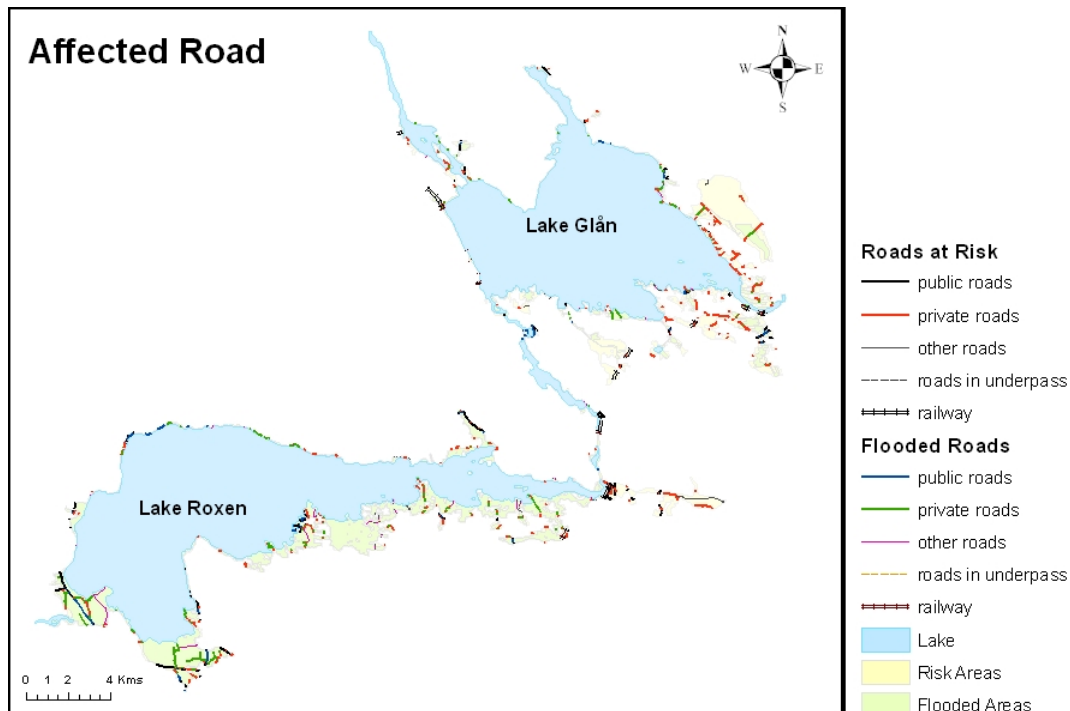 Affected Road
N
W E
S
Lake Glån
Lake Roxen
0 1 2 4 Kms
Roads at Risk
public roads
private roads
other roads
roads in underpass
railway
Flooded Roads
public roads
private roads
other roads
roads in underpass
railway
Lake
Risk Areas
Flooded Areas